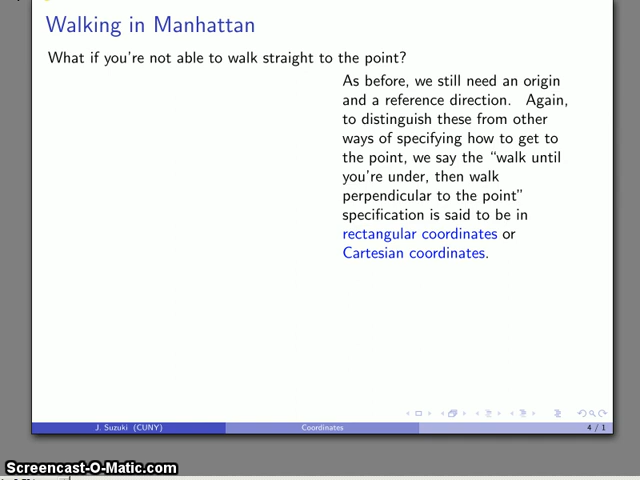 Walking in Manhattan
What if you're not able to walk straight to the point?
As before, we still need an origin
and a reference direction. Again,
to distinguish these from other
ways of specifying how to get to
the point, we say the “walk until
you're under, then walk
perpendicular to the point”
specification is said to be in
rectangular coordinates or
Cartesian coordinates.
J. Suzuki (CUNY)
Coordinates
4 / 1
Screencast-O-Matic.com